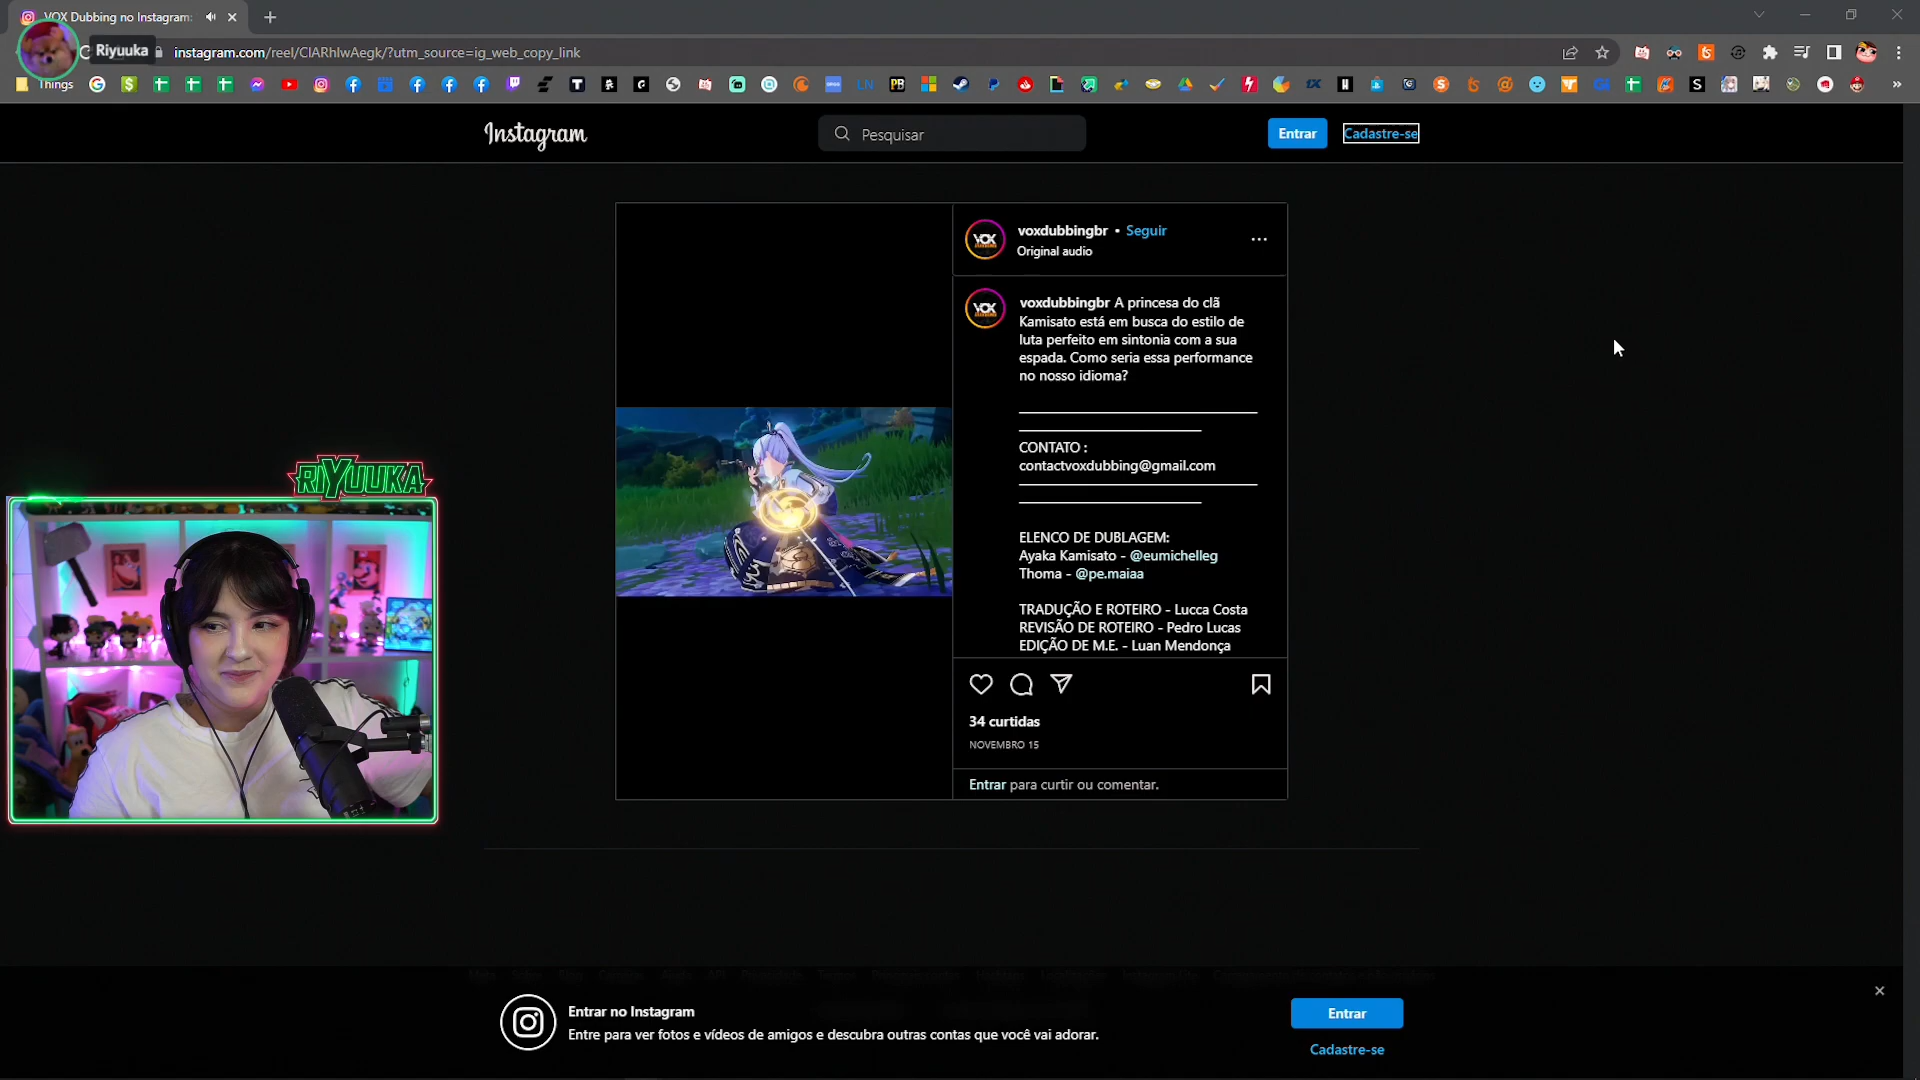 VOX Dubbing no Instagram:
Riyuuka
instagram.com/reel/ClARhlwAegk/?utm_source=ig_web_copy_link
Things
Instagram
Pesquisar
Entrar
Cadastre-se
voxdubbingbr • Seguir
Original audio
voxdubbingbr A princesa do clã
Kamisato está em busca do estilo de
luta perfeito em sintonia com a sua
espada. Como seria essa performance
no nosso idioma?
CONTATO :
contactvoxdubbing@gmail.com
ELENCO DE DUBLAGEM:
Ayaka Kamisato - @eumichelleg
Thoma - @pe.maiaa
TRADUÇÃO E ROTEIRO - Lucca Costa
REVISÃO DE ROTEIRO - Pedro Lucas
EDIÇÃO DE M.E. - Luan Mendonça
34 curtidas
NOVEMBRO 15
Entrar para curtir ou comentar.
RIYUUKA
Entrar no Instagram
Entre para ver fotos e vídeos de amigos e descubra outras contas que você vai adorar.
Entrar
Cadastre-se